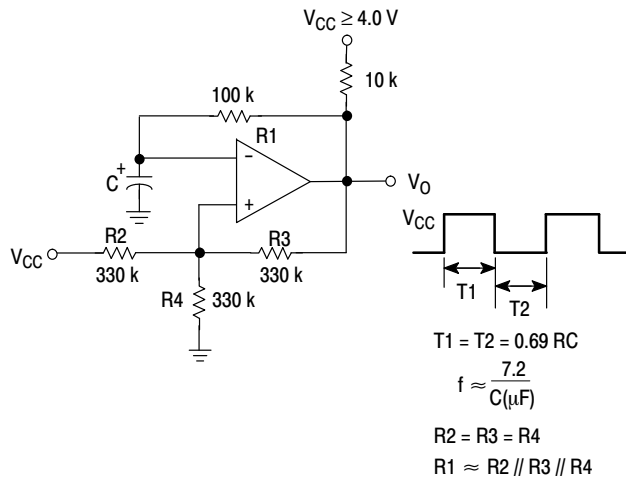 V_CC ≥ 4.0 V
10 k
100 k
R1
−
+
C
+
V_O
V_CC
R2
330 k
R3
330 k
R4
330 k
V_CC
T1
T2
T1 = T2 = 0.69 RC
f ≈ 7.2 / C(μF)
R2 = R3 = R4
R1 ≈ R2 // R3 // R4